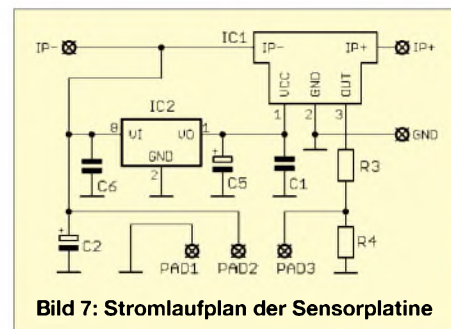 IP- IC1 IP- IP+ IP+
VCC GND OUT
IC2 1 2 3
8 VI VO 1 GND
GND R3
2
C6 C5 C1
+ +
C2 R4
PAD1 PAD2 PAD3
Bild 7: Stromlaufplan der Sensorplatine